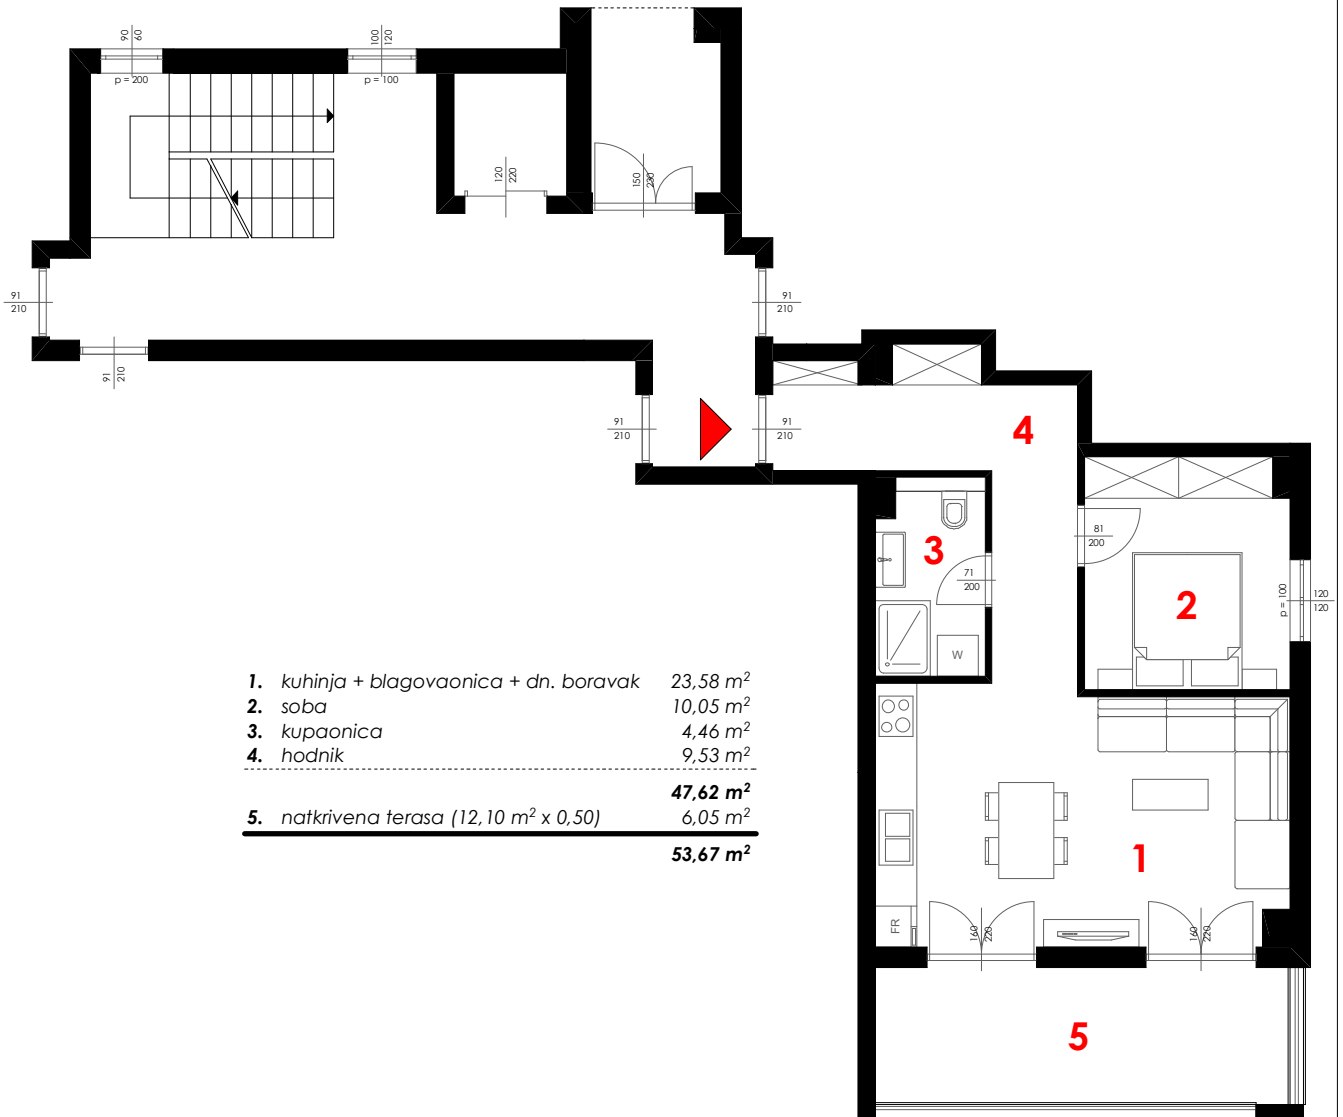 90
60
p = 200
100
120
p = 100
120
220
150
230
91
210
91
210
91
210
91
210
91
210
4
3
71
200
81
200
2
p = 100
120
120
W
1. kuhinja + blagovaonica + dn. boravak 23,58 m²
2. soba 10,05 m²
3. kupaonica 4,46 m²
4. hodnik 9,53 m²
47,62 m²
5. natkrivena terasa (12,10 m² x 0,50) 6,05 m²
53,67 m²
1
FR
160
220
160
220
5